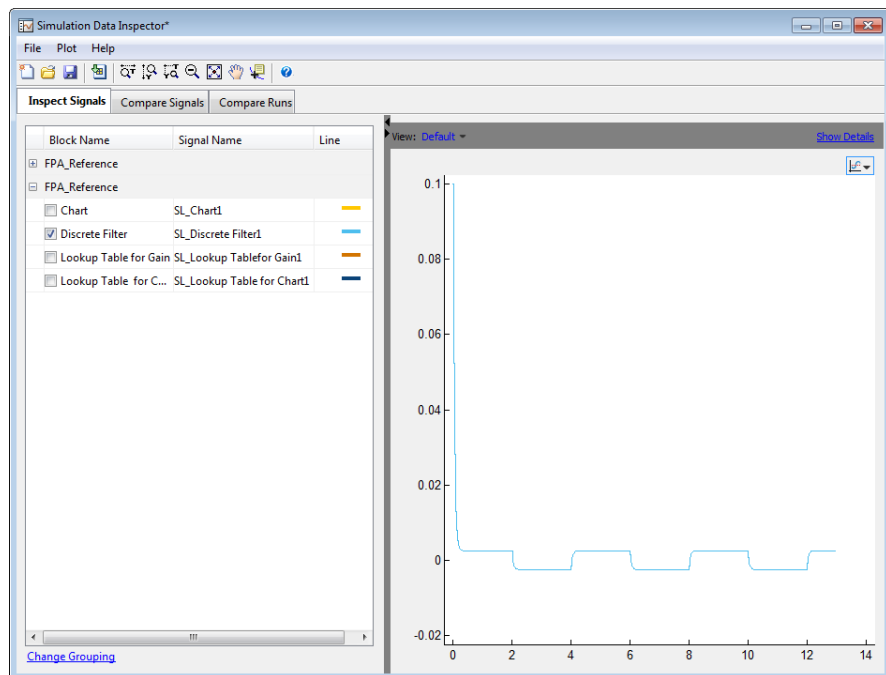 Simulation Data Inspector*
File Plot Help
Inspect Signals Compare Signals Compare Runs
Block Name Signal Name Line
FPA_Reference
FPA_Reference
Chart SL_Chart1
Discrete Filter SL_Discrete Filter1
Lookup Table for Gain SL_Lookup Tablefor Gain1
Lookup Table for C... SL_Lookup Table for Chart1
Change Grouping
View: Default Show Details
0.1
0.08
0.06
0.04
0.02
0
-0.02
0 2 4 6 8 10 12 14